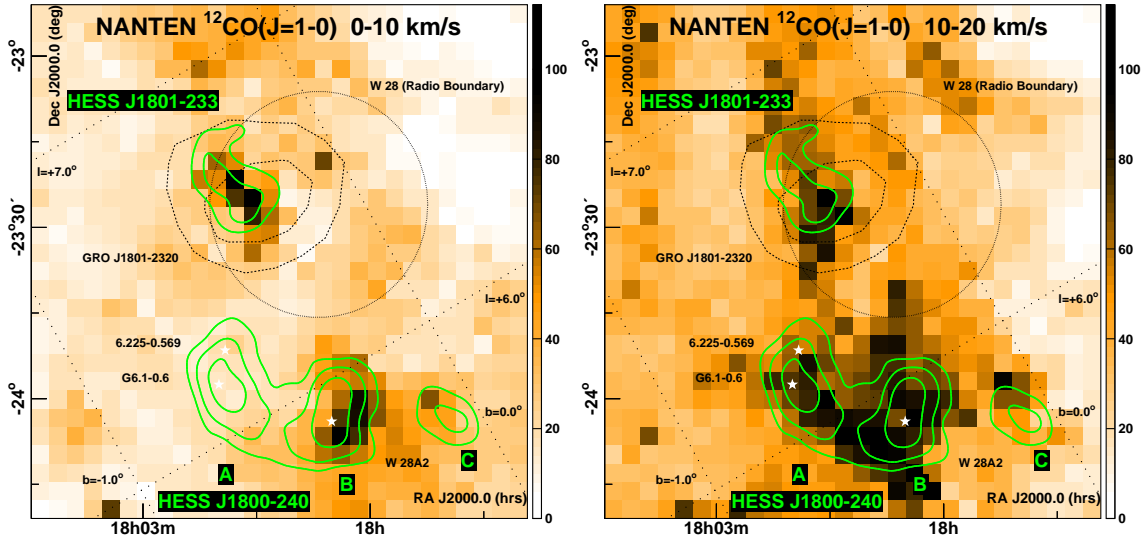 NANTEN ¹²CO(J=1-0) 0-10 km/s
Dec J2000.0 (deg)
W 28 (Radio Boundary)
HESS J1801-233
l=+7.0°
GRO J1801-2320
l=+6.0°
6.225-0.569
G6.1-0.6
b=0.0°
W 28A2
A
B
C
b=-1.0°
HESS J1800-240
RA J2000.0 (hrs)
-23°
-23°30´
-24°
18h03m
18h
100
80
60
40
20
0
NANTEN ¹²CO(J=1-0) 10-20 km/s
Dec J2000.0 (deg)
W 28 (Radio Boundary)
HESS J1801-233
l=+7.0°
GRO J1801-2320
l=+6.0°
6.225-0.569
G6.1-0.6
b=0.0°
W 28A2
A
B
C
b=-1.0°
HESS J1800-240
RA J2000.0 (hrs)
-23°
-23°30´
-24°
18h03m
18h
100
80
60
40
20
0